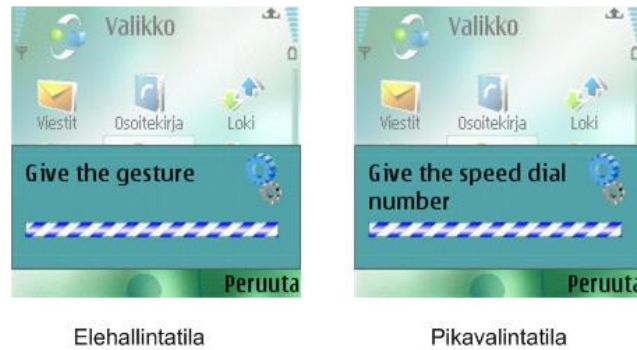 Valikko
Viestit Osoitekirja Loki
Give the gesture
Peruuta
Elehallintatila
Valikko
Viestit Osoitekirja Loki
Give the speed dial
number
Peruuta
Pikavalintatila